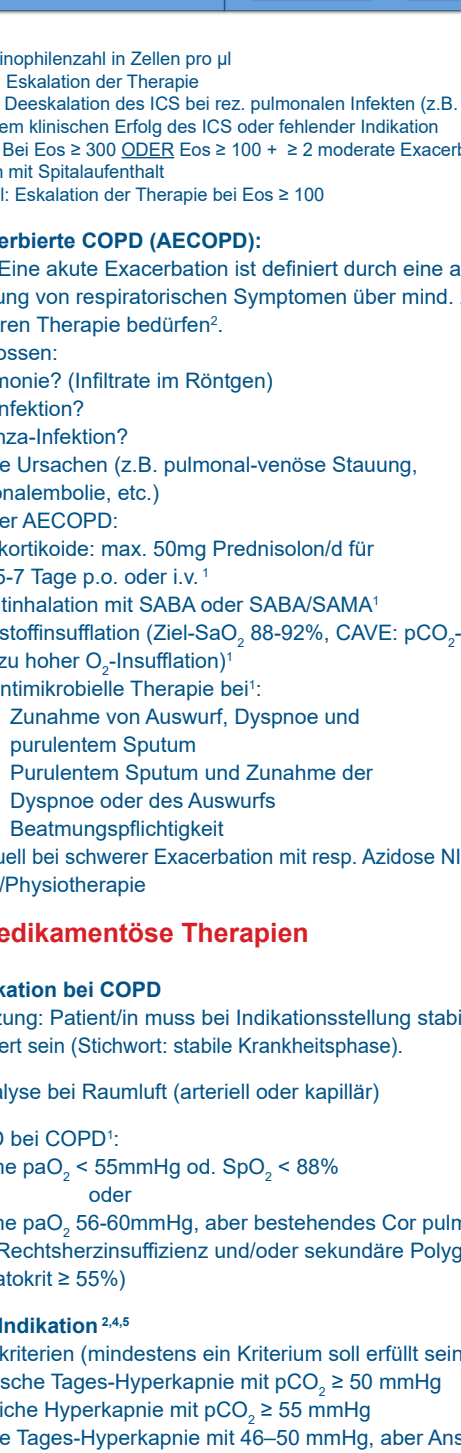 inophilenzahl in Zellen pro µl
Eskalation der Therapie
Deeskalation des ICS bei rez. pulmonalen Infekten (z.B.
em klinischen Erfolg des ICS oder fehlender Indikation
Bei Eos ≥ 300 ODER Eos ≥ 100 + ≥ 2 moderate Exacerb
n mit Spitalaufenthalt
l: Eskalation der Therapie bei Eos ≥ 100
erbierte COPD (AECOPD):
Eine akute Exacerbation ist definiert durch eine a
ung von respiratorischen Symptomen über mind.
ren Therapie bedürfen².
ossen:
monie? (Infiltrate im Röntgen)
nfektion?
nza-Infektion?
e Ursachen (z.B. pulmonal-venöse Stauung,
onalembolie, etc.)
er AECOPD:
kortikoide: max. 50mg Prednisolon/d für
5-7 Tage p.o. oder i.v. ¹
tinhalation mit SABA oder SABA/SAMA¹
stoffinsufflation (Ziel-SaO₂ 88-92%, CAVE: pCO₂-
zu hoher O₂-Insufflation)¹
ntimikrobielle Therapie bei¹:
Zunahme von Auswurf, Dyspnoe und
purulentem Sputum
Purulentem Sputum und Zunahme der
Dyspnoe oder des Auswurfs
Beatmungspflichtigkeit
uell bei schwerer Exacerbation mit resp. Azidose NI
/Physiotherapie
edikamentöse Therapien
kation bei COPD
zung: Patient/in muss bei Indikationsstellung stabi
ert sein (Stichwort: stabile Krankheitsphase).
alyse bei Raumluft (arteriell oder kapillär)
D bei COPD¹:
ne paO₂ < 55mmHg od. SpO₂ < 88%
oder
ne paO₂ 56-60mmHg, aber bestehendes Cor pulm
Rechtsherzinsuffizienz und/oder sekundäre Polyg
atokrit ≥ 55%)
Indikation ²,⁴,⁵
kriterien (mindestens ein Kriterium soll erfüllt sein
ische Tages-Hyperkapnie mit pCO₂ ≥ 50 mmHg
liche Hyperkapnie mit pCO₂ ≥ 55 mmHg
e Tages-Hyperkapnie mit 46–50 mmHg, aber Ans